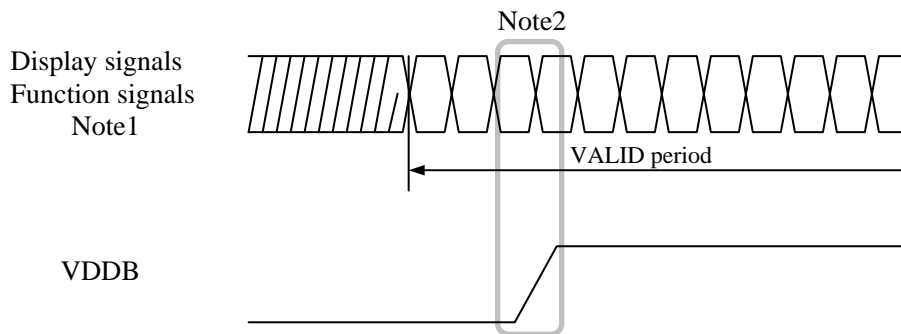 Note2
Display signals
Function signals
Note1
VALID period
VDDB